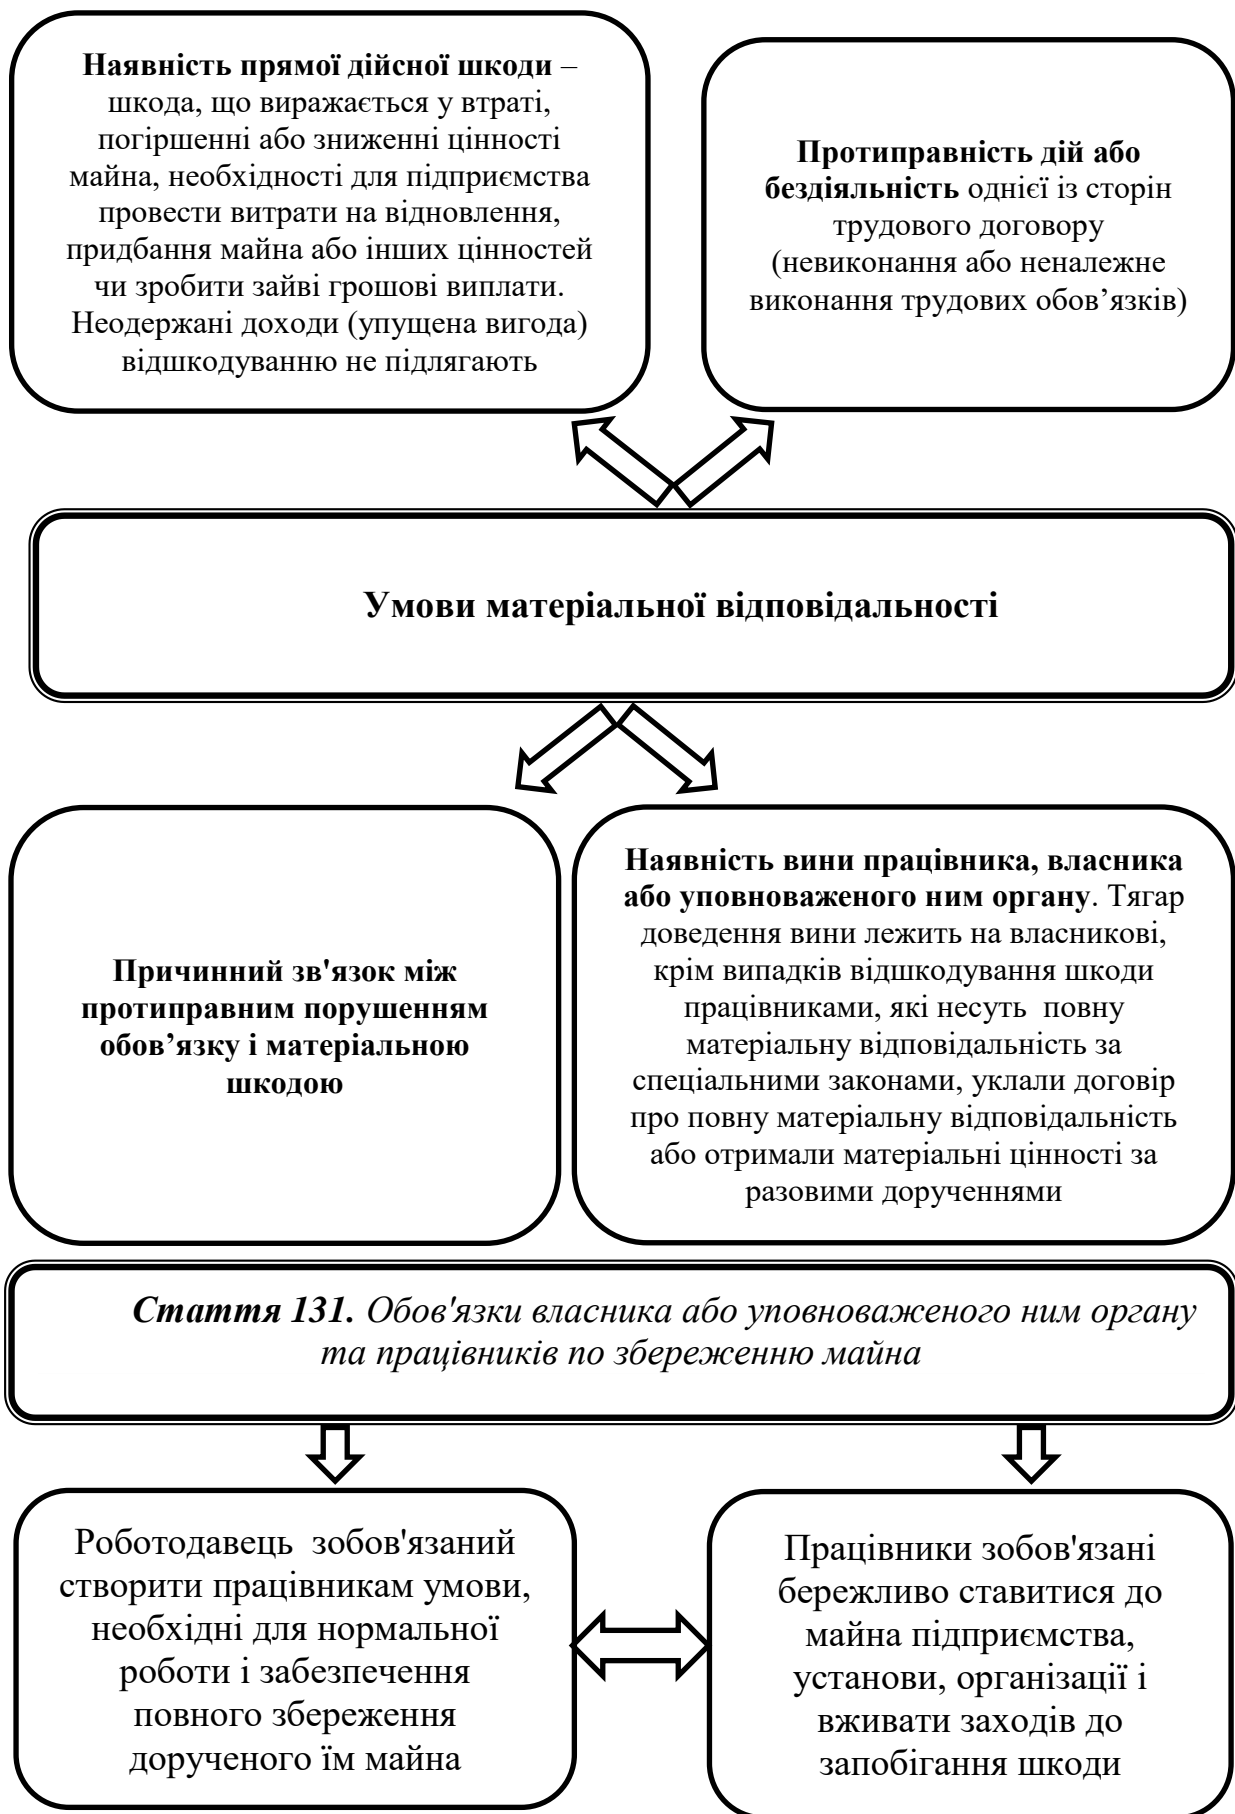 Наявність прямої дійсної шкоди –
шкода, що виражається у втраті,
погіршенні або зниженні цінності
майна, необхідності для підприємства
провести витрати на відновлення,
придбання майна або інших цінностей
чи зробити зайві грошові виплати.
Неодержані доходи (упущена вигода)
відшкодуванню не підлягають
Протиправність дій або
бездіяльність однієї із сторін
трудового договору
(невиконання або неналежне
виконання трудових обов’язків)
Умови матеріальної відповідальності
Причинний зв'язок між
протиправним порушенням
обов’язку і матеріальною
шкодою
Наявність вини працівника, власника
або уповноваженого ним органу. Тягар
доведення вини лежить на власникові,
крім випадків відшкодування шкоди
працівниками, які несуть повну
матеріальну відповідальність за
спеціальними законами, уклали договір
про повну матеріальну відповідальність
або отримали матеріальні цінності за
разовими дорученнями
Стаття 131. Обов'язки власника або уповноваженого ним органу
та працівників по збереженню майна
Роботодавець зобов'язаний
створити працівникам умови,
необхідні для нормальної
роботи і забезпечення
повного збереження
дорученого їм майна
Працівники зобов'язані
бережливо ставитися до
майна підприємства,
установи, організації і
вживати заходів до
запобігання шкоди